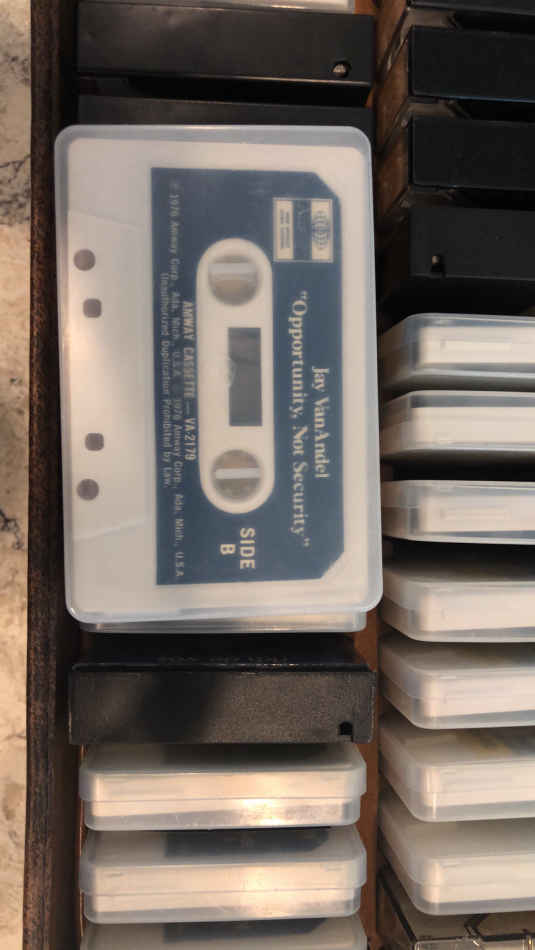 Jay VanAndel
"Opportunity, Not Security"
SIDE
B
AMWAY CASSETTE — VA-2179
℗ 1976 Amway Corp., Ada, Mich., U.S.A. © 1976 Amway Corp., Ada, Mich., U.S.A.
Unauthorized Duplication Prohibited by Law.